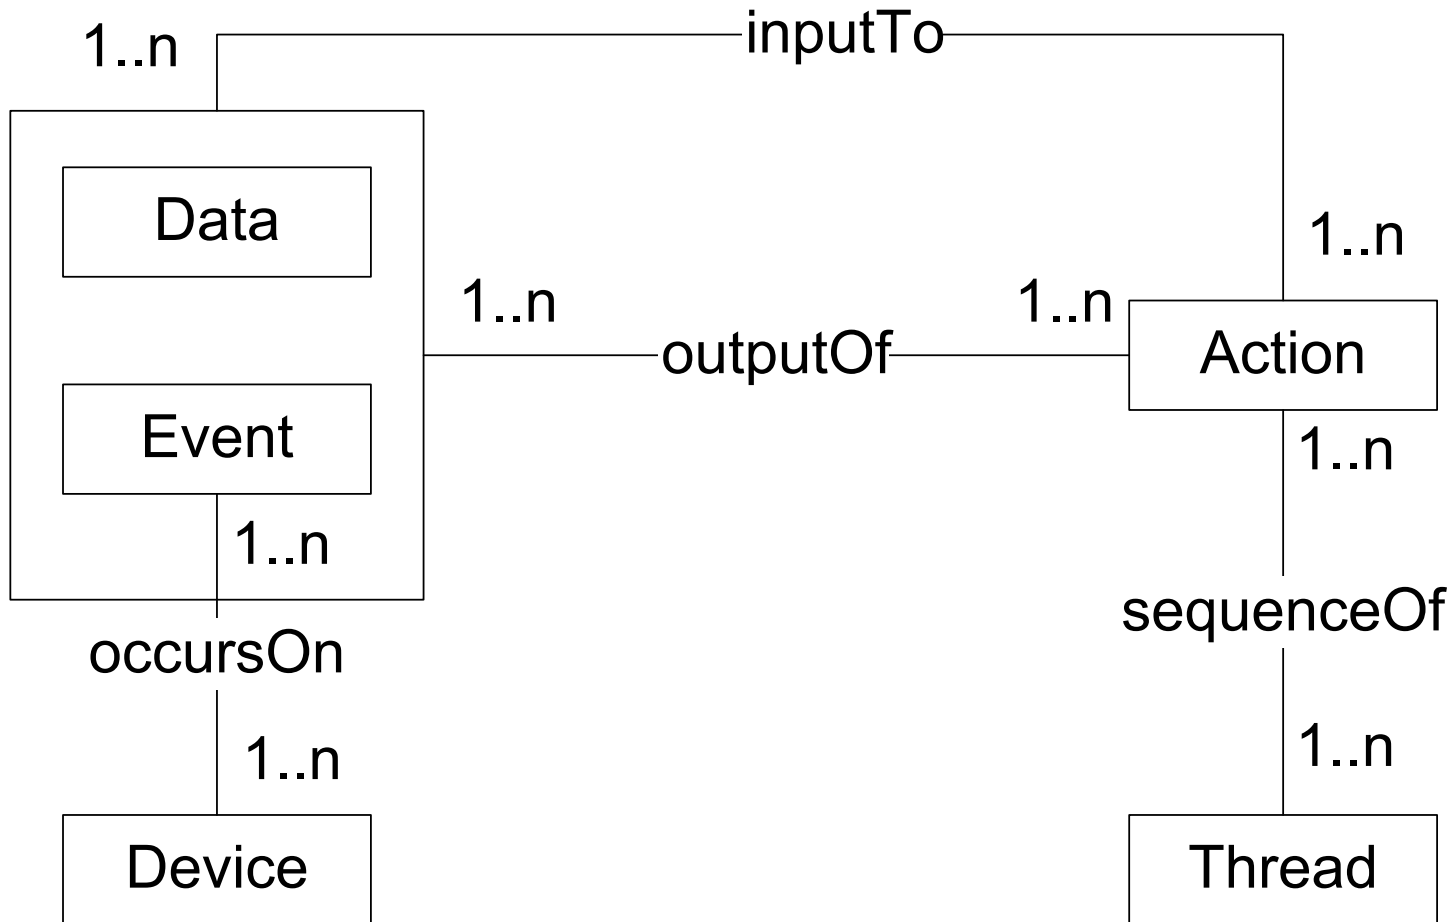 inputTo
1..n
Data
1..n
1..n
1..n
outputOf
Action
Event
1..n
1..n
sequenceOf
occursOn
1..n
1..n
Device
Thread